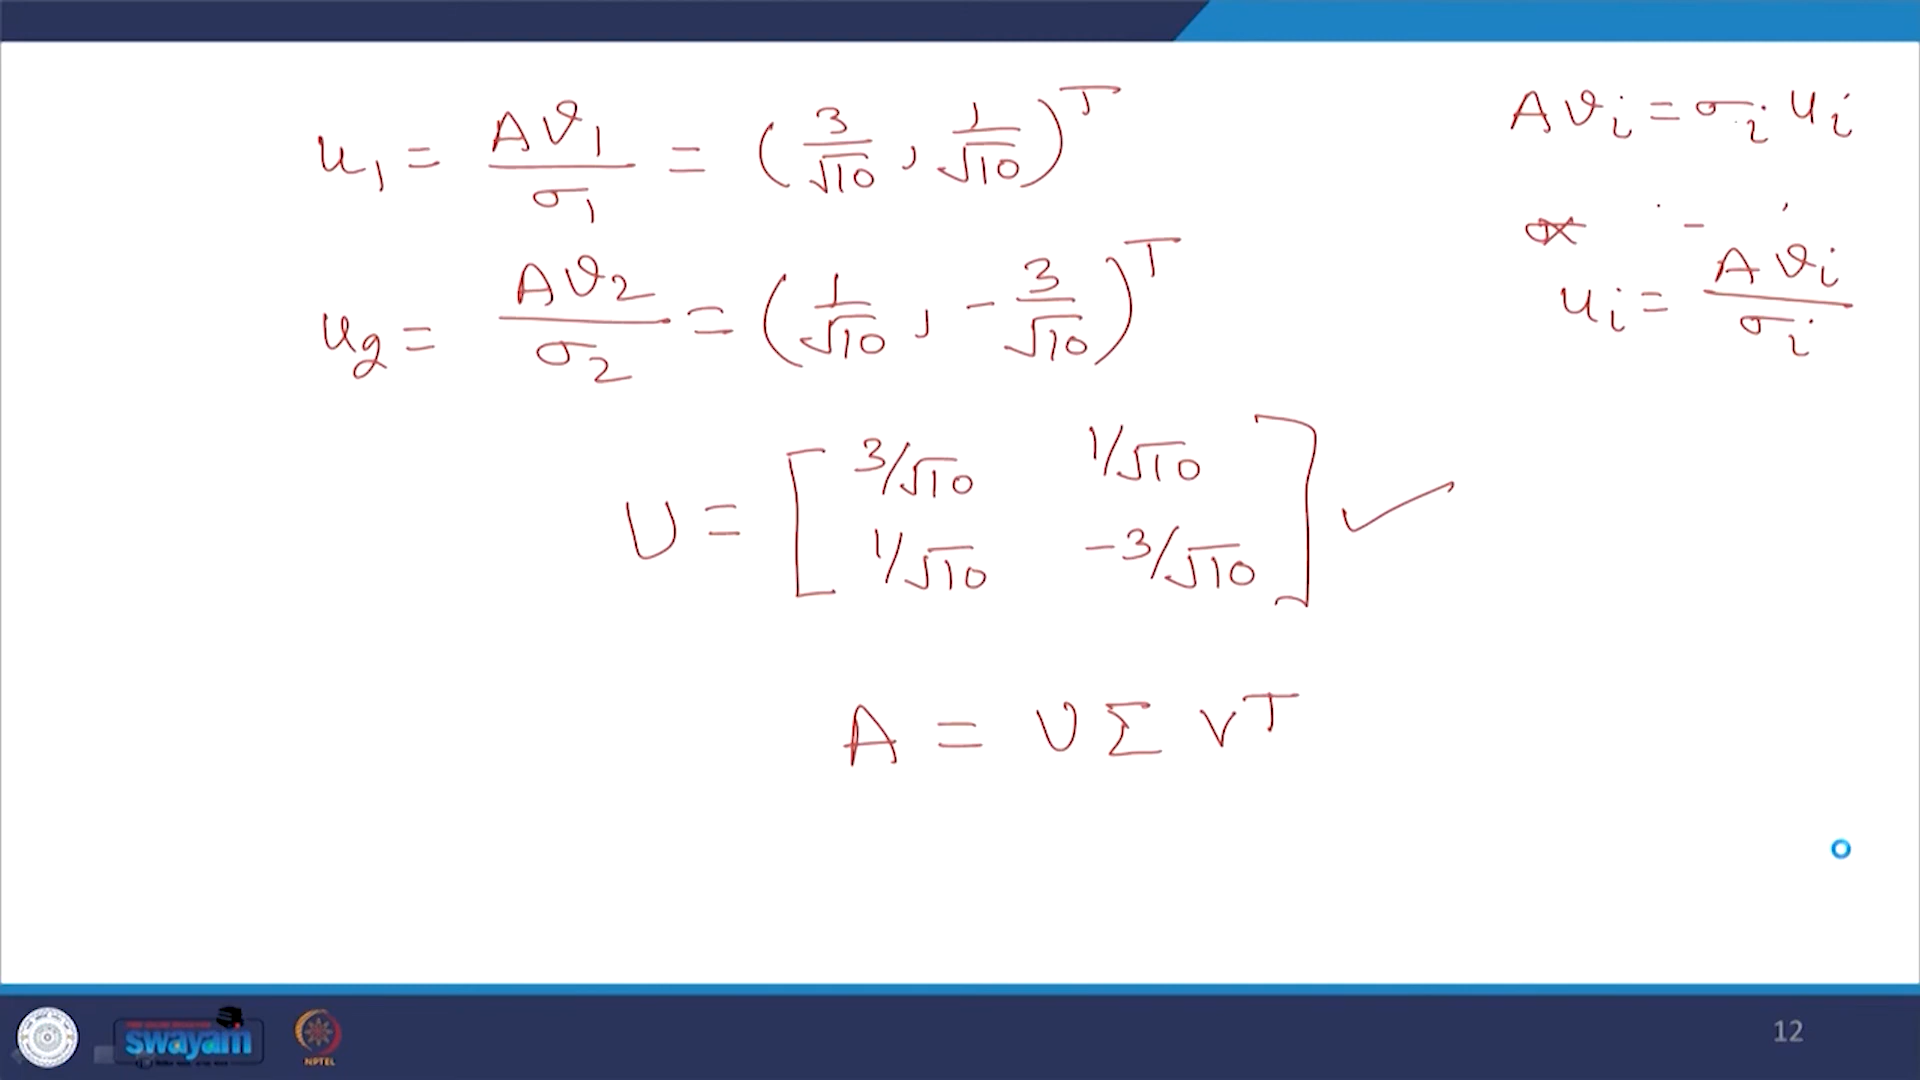 u₁ = Av₁/σ₁ = (3/√10, 1/√10)ᵀ
Avᵢ = σᵢ uᵢ
u₂ = Av₂/σ₂ = (1/√10, -3/√10)ᵀ
uᵢ = Avᵢ/σᵢ
U = [ 3/√10 1/√10
1/√10 -3/√10 ] ✓
A = U Σ Vᵀ
swayam
NPTEL
12